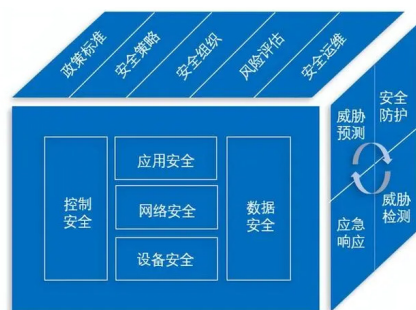 政策标准
安全策略
安全组织
风险评估
安全运维
控制
安全
应用安全
网络安全
设备安全
数据
安全
威胁
预测
安全
防护
应急
响应
威胁
检测